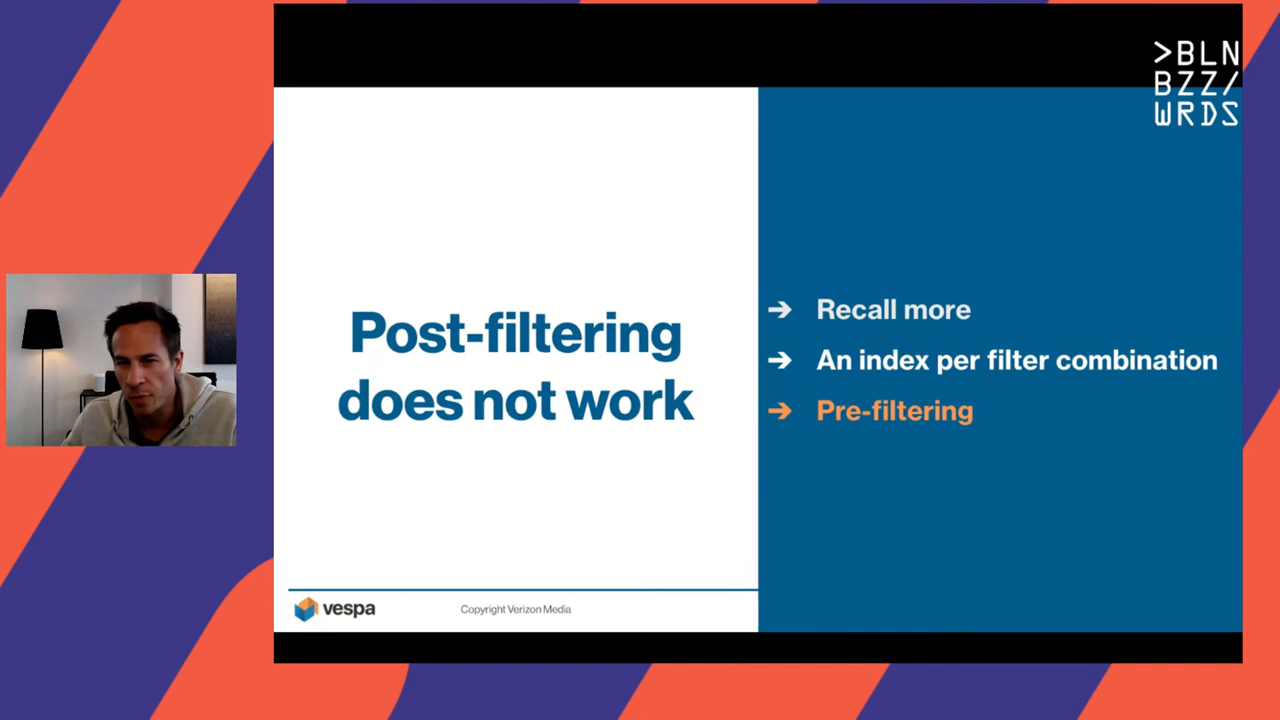 >BLN
BZZ/
WRDS
Post-filtering
does not work
➔ Recall more
➔ An index per filter combination
➔ Pre-filtering
vespa
Copyright Verizon Media